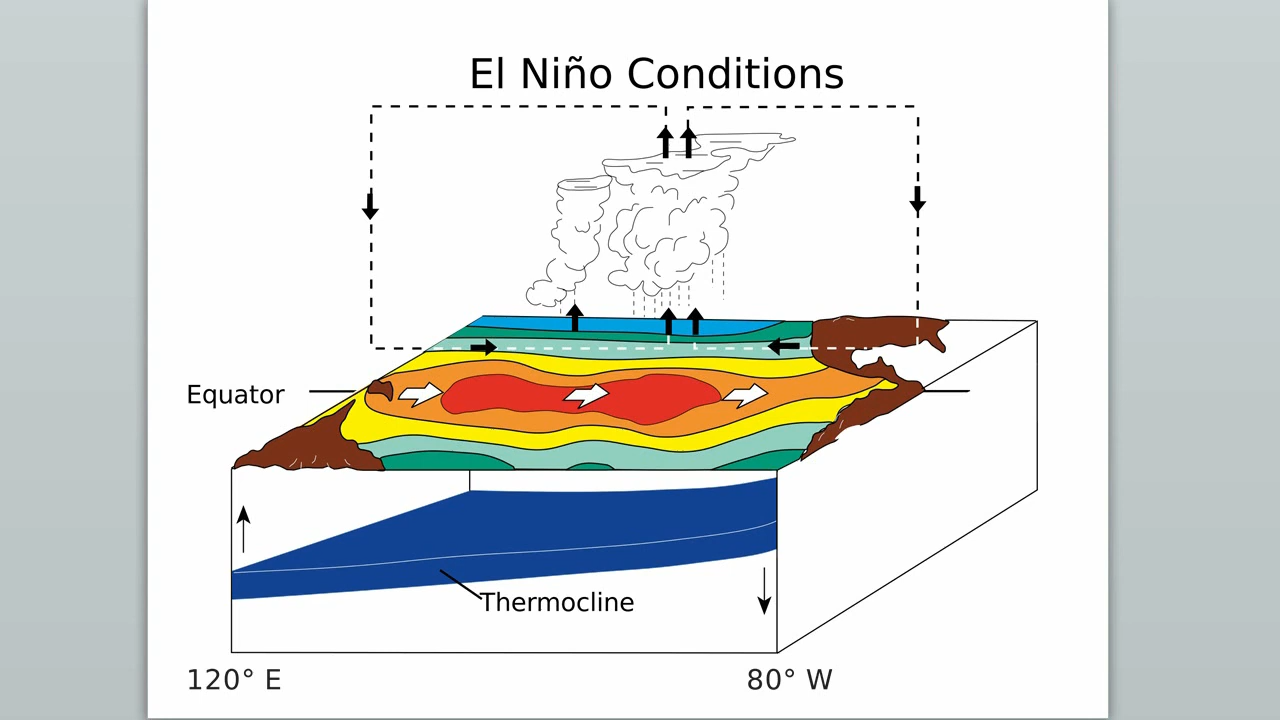 El Niño Conditions
Equator
Thermocline
120° E
80° W